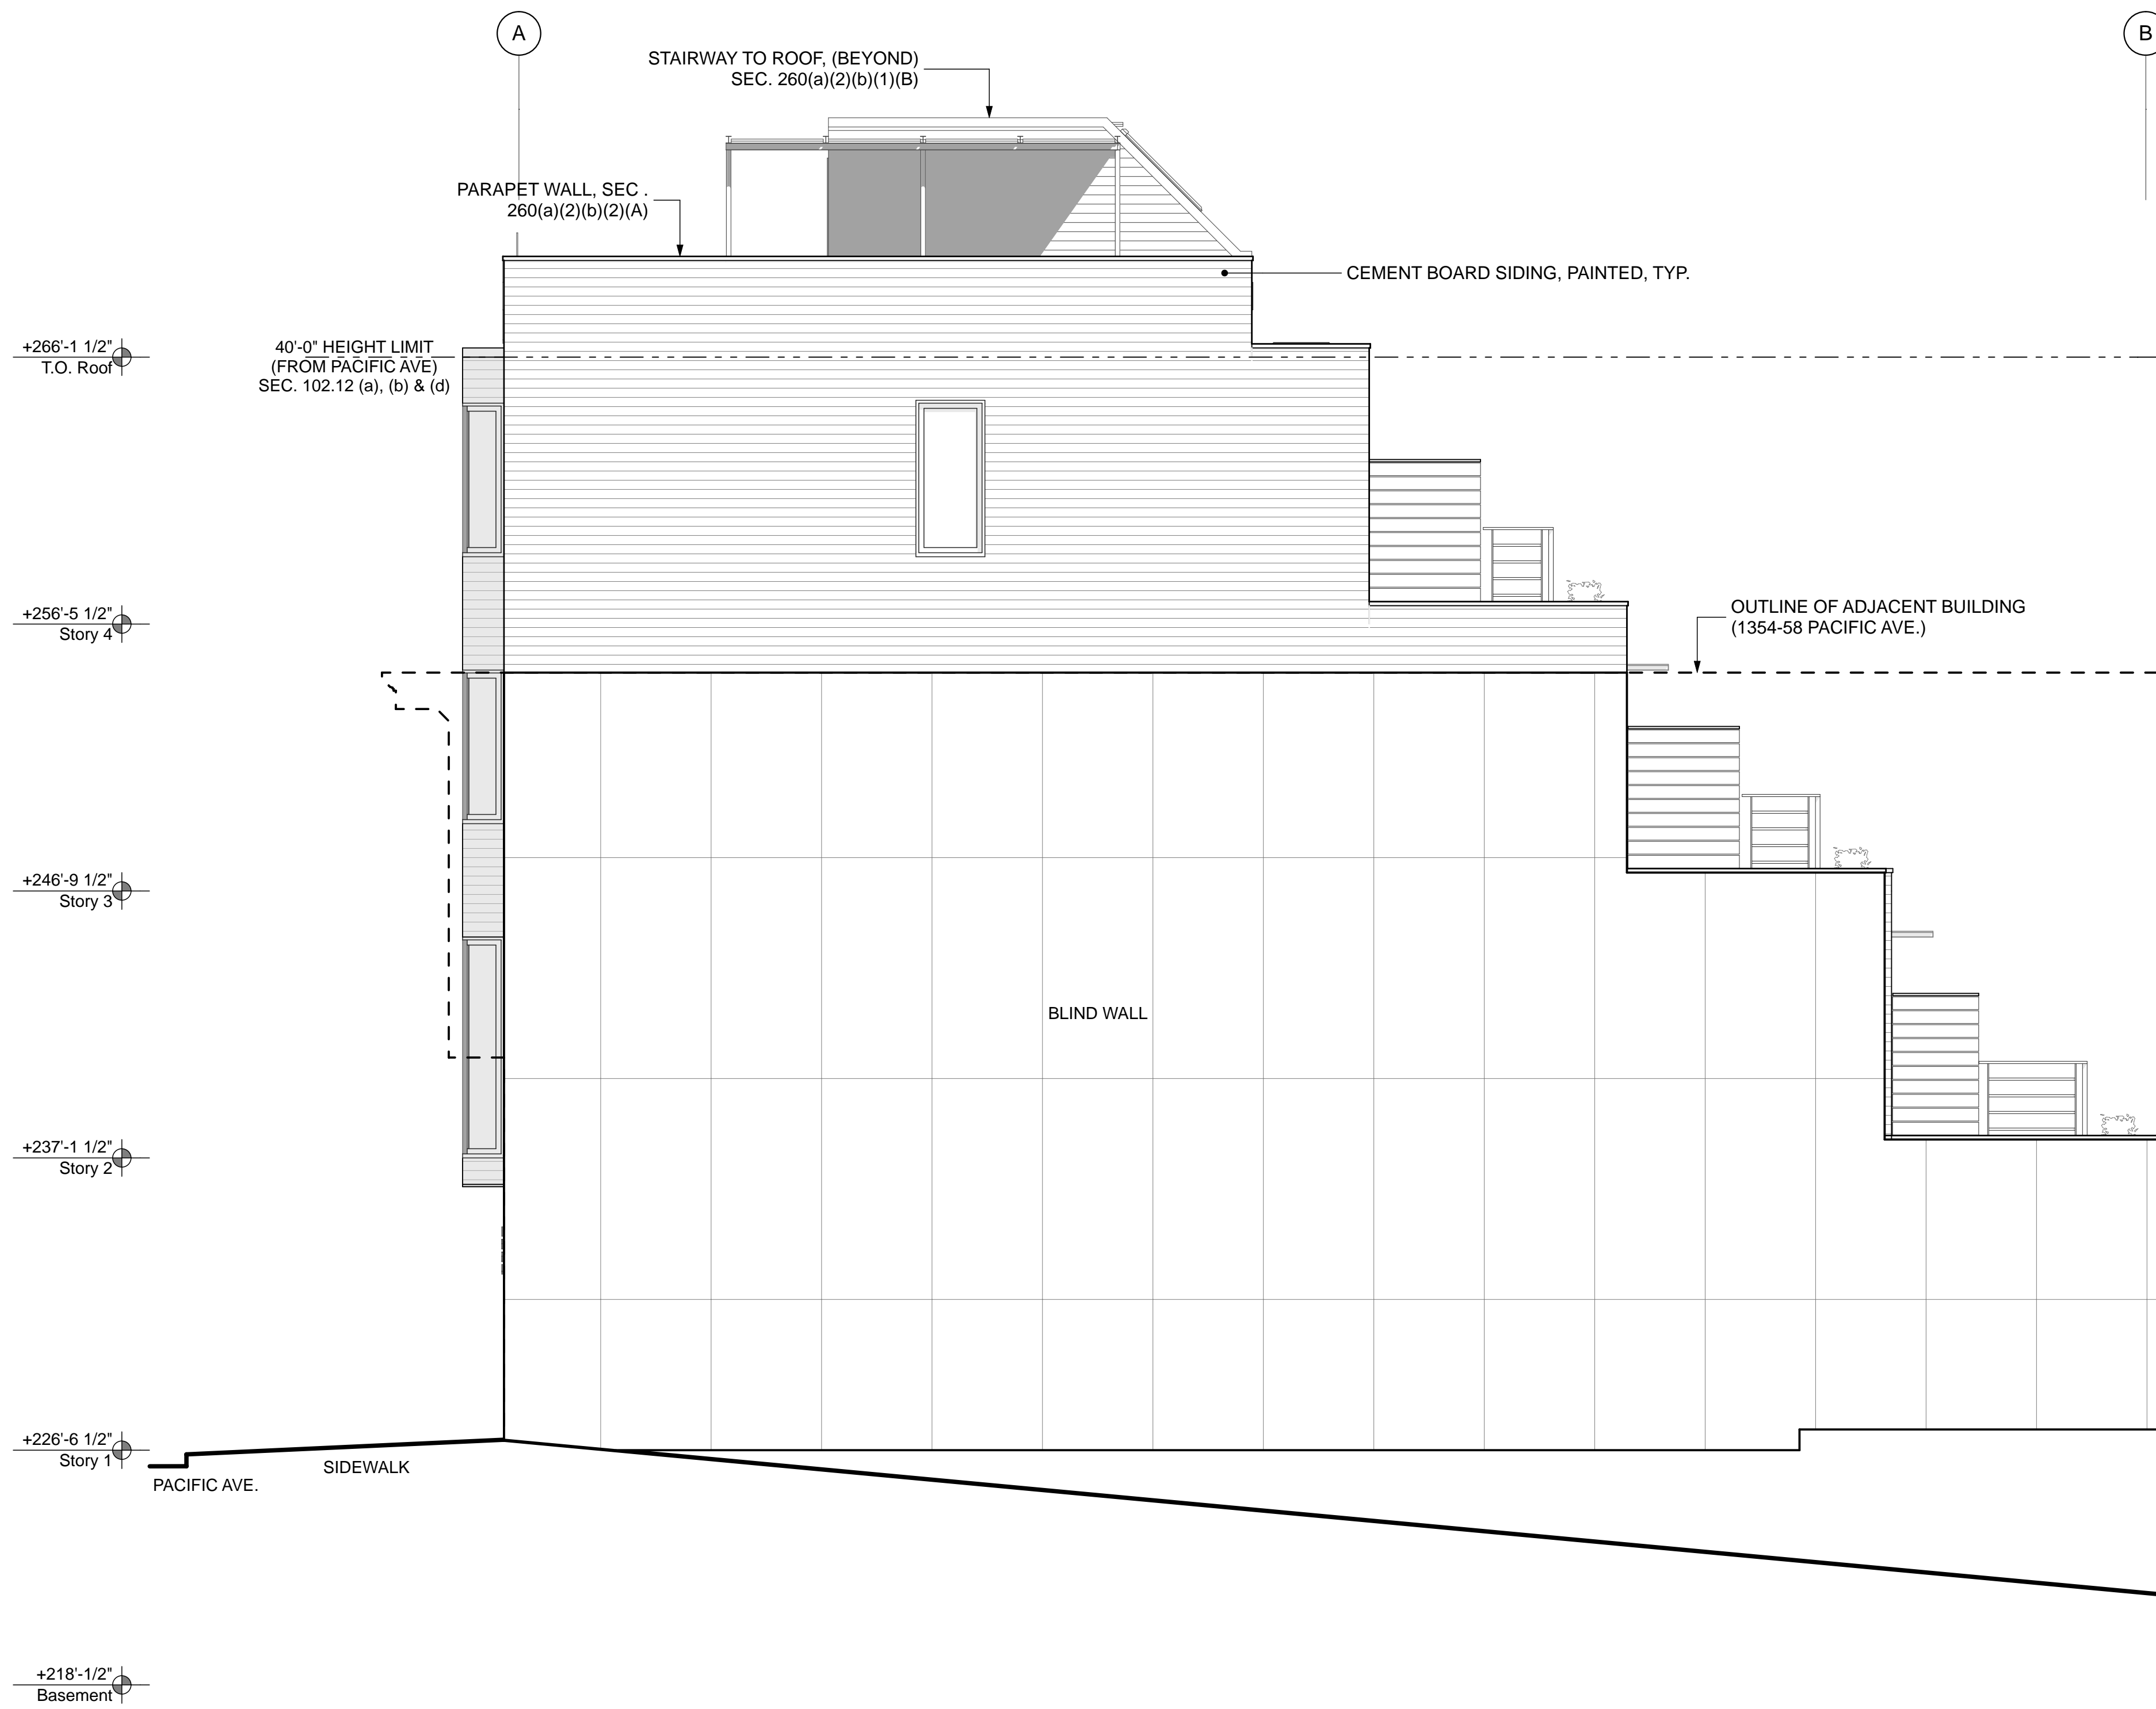 A
B
STAIRWAY TO ROOF, (BEYOND)
SEC. 260(a)(2)(b)(1)(B)
PARAPET WALL, SEC .
260(a)(2)(b)(2)(A)
CEMENT BOARD SIDING, PAINTED, TYP.
+266'-1 1/2"
T.O. Roof
40'-0" HEIGHT LIMIT
(FROM PACIFIC AVE)
SEC. 102.12 (a), (b) & (d)
+256'-5 1/2"
Story 4
OUTLINE OF ADJACENT BUILDING
(1354-58 PACIFIC AVE.)
+246'-9 1/2"
Story 3
BLIND WALL
+237'-1 1/2"
Story 2
+226'-6 1/2"
Story 1
SIDEWALK
PACIFIC AVE.
+218'-1/2"
Basement